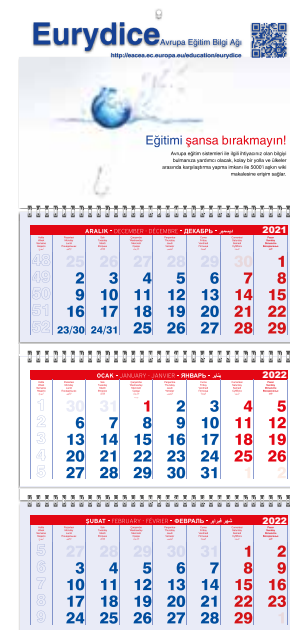 Eurydice Avrupa Eğitim Bilgi Ağı
http://eacea.ec.europa.eu/education/eurydice
Eğitimi şansa bırakmayın!
Avrupa eğitim sistemleri ile ilgili ihtiyacınız olan bilgiyi
bulmanıza yardımcı olacak, kolay bir yolla ve ülkeler
arasında karşılaştırma yapma imkanı ile 50001 aşkın wiki
makalesine erişim sağlar.
ARALIK • DECEMBER • DÉCEMBRE • ДЕКАБРЬ • ديسمبر 2021
48 25 26 27 28 29 30 1
49 2 3 4 5 6 7 8
50 9 10 11 12 13 14 15
51 16 17 18 19 20 21 22
52 23/30 24/31 25 26 27 28 29
OCAK • JANUARY • JANVIER • ЯНВАРЬ • يناير 2022
1 30 31 1 2 3 4 5
2 6 7 8 9 10 11 12
3 13 14 15 16 17 18 19
4 20 21 22 23 24 25 26
5 27 28 29 30 31 1 2
ŞUBAT • FEBRUARY • FÉVRIER • ФЕВРАЛЬ • شهر فبراير 2022
5 27 28 29 30 31 1 2
6 3 4 5 6 7 8 9
7 10 11 12 13 14 15 16
8 17 18 19 20 21 22 23
9 24 25 26 27 28 29 1